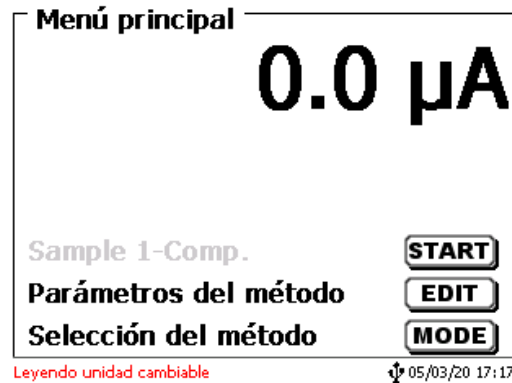 Menú principal
0.0 µA
Sample 1-Comp. START
Parámetros del método EDIT
Selección del método MODE
Leyendo unidad cambiable 05/03/20 17:17